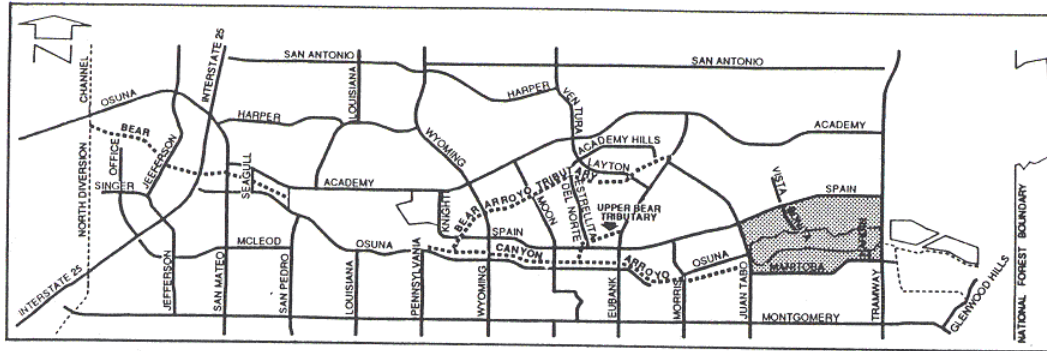 N
CHANNEL
NORTH DIVERSION
OSUNA
BEAR
OFFICE
SINGER
JEFFERSON
INTERSTATE 25
INTERSTATE 25
JEFFERSON
SAN ANTONIO
LOUISIANA
HARPER
SEAGULL
ACADEMY
MCLEOD
SAN MATEO
SAN PEDRO
OSUNA
LOUISIANA
PENNSYLVANIA
WYOMING
WYOMING
KNIGHT
HARPER
SAN ANTONIO
VENTURA
ACADEMY HILLS
LAYTON
BEAR ARROYO TRIBUTARY
MOON
ESTRELLITA
DEL NORTE
UPPER BEAR
TRIBUTARY
SPAIN
CANYON
ARROYO
EUBANK
MORRIS
OSUNA
JUAN TABO
ACADEMY
VISTA
SPAIN
MANITOBA
TRAMWAY
MONTGOMERY
GLENWOOD HILLS
NATIONAL FOREST BOUNDARY